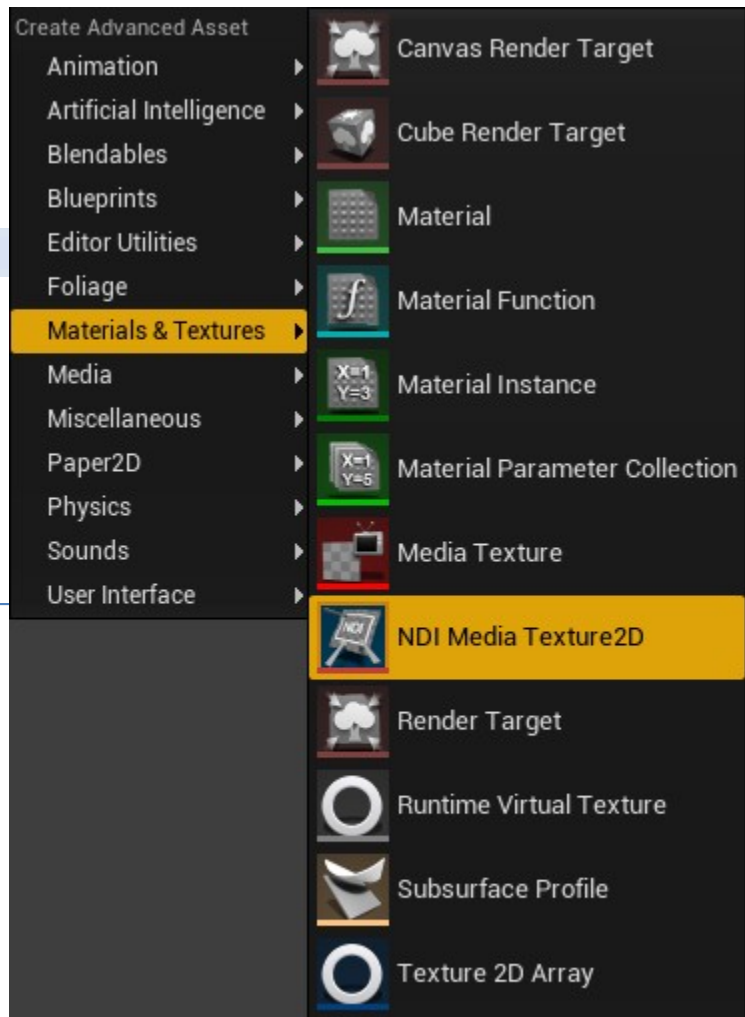 Create Advanced Asset
Animation
Artificial Intelligence
Blendables
Blueprints
Editor Utilities
Foliage
Materials & Textures
Media
Miscellaneous
Paper2D
Physics
Sounds
User Interface
Canvas Render Target
Cube Render Target
Material
f
Material Function
X=1
Y=3
Material Instance
X=1
Y=5
Material Parameter Collection
Media Texture
NDI
NDI Media Texture2D
Render Target
Runtime Virtual Texture
Subsurface Profile
Texture 2D Array